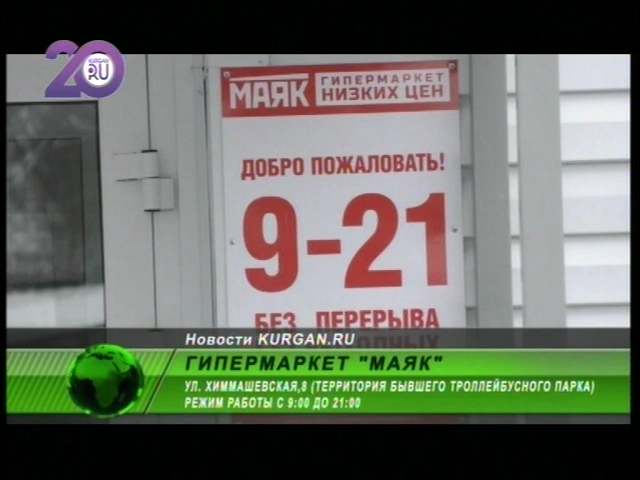 20
KURGAN
RU
МАЯК ГИПЕРМАРКЕТ
НИЗКИХ ЦЕН
ДОБРО ПОЖАЛОВАТЬ!
9-21
БЕЗ ПЕРЕРЫВА
Новости KURGAN.RU
ГИПЕРМАРКЕТ "МАЯК"
УЛ. ХИММАШЕВСКАЯ,8 (ТЕРРИТОРИЯ БЫВШЕГО ТРОЛЛЕЙБУСНОГО ПАРКА)
РЕЖИМ РАБОТЫ С 9:00 ДО 21:00